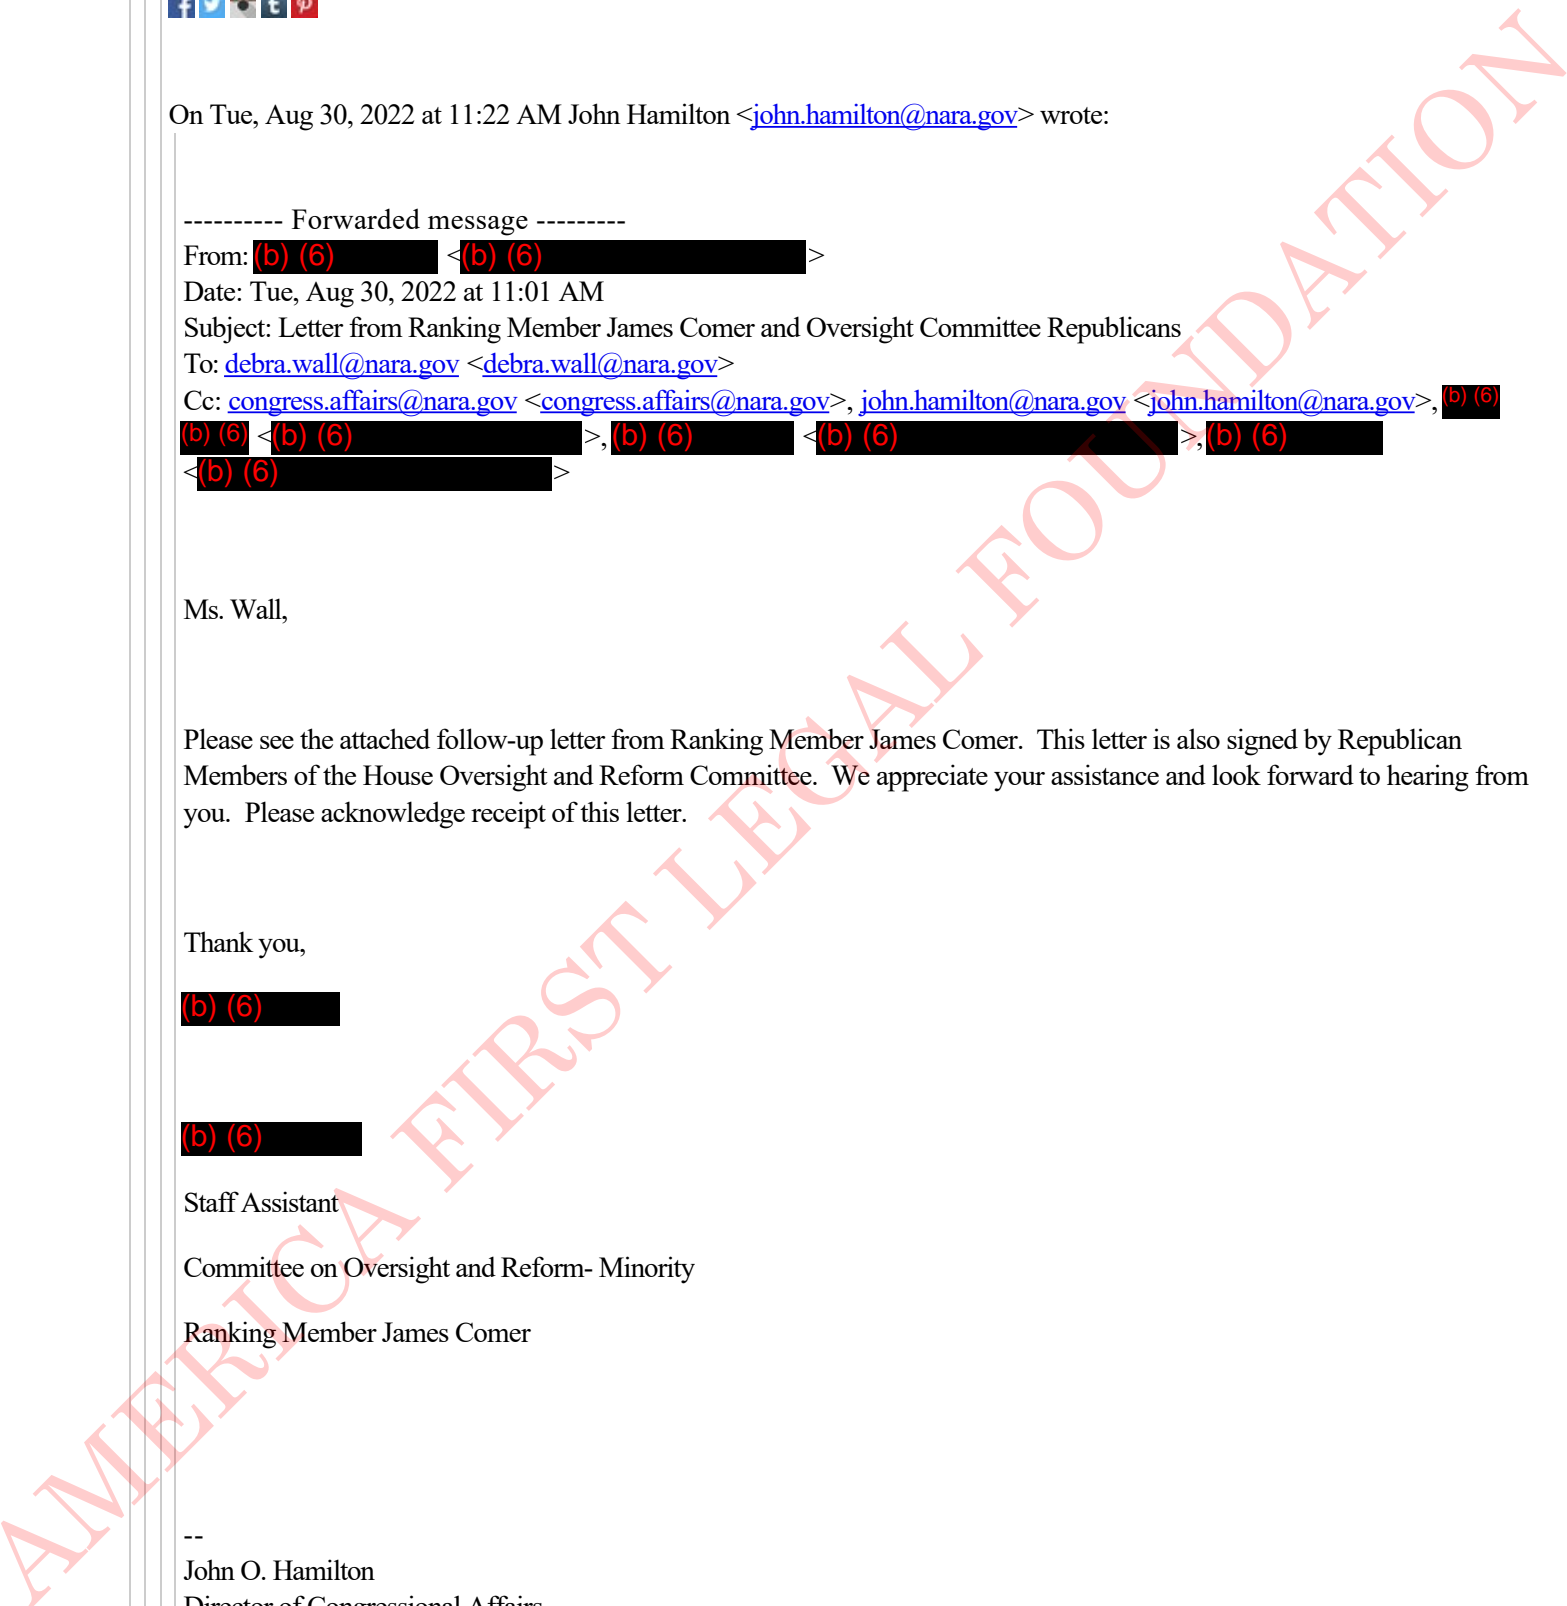 On Tue, Aug 30, 2022 at 11:22 AM John Hamilton <john.hamilton@nara.gov> wrote:
---------- Forwarded message ---------
From: (b) (6) <(b) (6)>
Date: Tue, Aug 30, 2022 at 11:01 AM
Subject: Letter from Ranking Member James Comer and Oversight Committee Republicans
To: debra.wall@nara.gov <debra.wall@nara.gov>
Cc: congress.affairs@nara.gov <congress.affairs@nara.gov>, john.hamilton@nara.gov <john.hamilton@nara.gov>, (b) (6)
(b) (6) <(b) (6)>, (b) (6) <(b) (6)>, (b) (6)
<(b) (6)>
Ms. Wall,
Please see the attached follow-up letter from Ranking Member James Comer.  This letter is also signed by Republican
Members of the House Oversight and Reform Committee.  We appreciate your assistance and look forward to hearing from
you.  Please acknowledge receipt of this letter.
Thank you,
(b) (6)
(b) (6)
Staff Assistant
Committee on Oversight and Reform- Minority
Ranking Member James Comer
--
John O. Hamilton
Director of Congressional Affairs
AMERICA FIRST LEGAL FOUNDATION